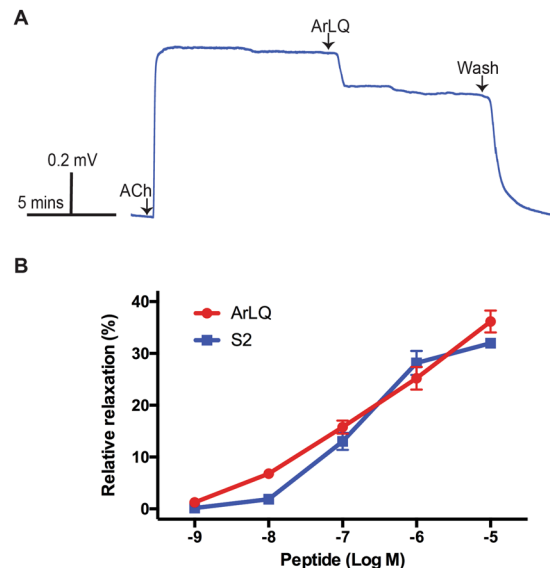 A
ArLQ
Wash
0.2 mV
ACh
5 mins
B
ArLQ
S2
Relative relaxation (%)
40
30
20
10
0
-9 -8 -7 -6 -5
Peptide (Log M)